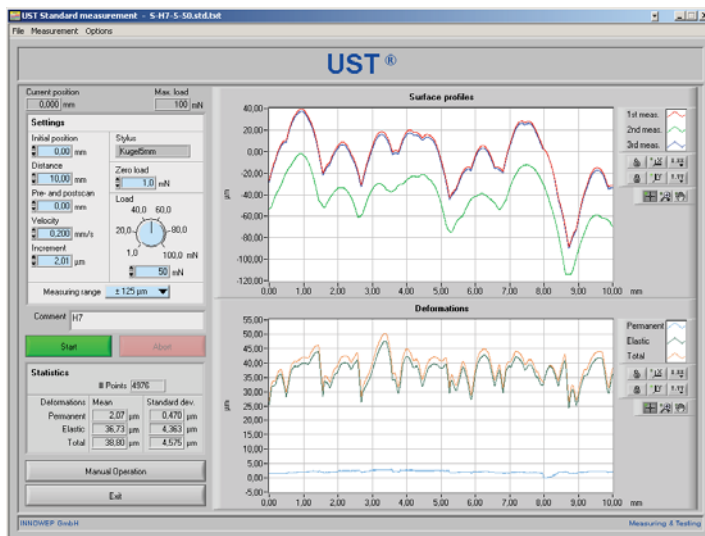 UST Standard measurement - S-H7-5-50.std.txt
File Measurement Options
UST ®
Current position Max. load
0,000 mm 100 mN
Settings
Initial position Stylus
0,00 mm Kugel5mm
Distance
10,00 mm Zero load
Pre- and postscan 1,0 mN
0,00 mm Load
Velocity 40,0 60,0
0,200 mm/s 20,0 80,0
Increment 1,0 100,0 mN
2,01 µm 50 mN
Measuring range ± 125 µm
Comment H7
Start Abort
Statistics
# Points 4976
Deformations Mean Standard dev.
Permanent 2,07 µm 0,470 µm
Elastic 36,73 µm 4,363 µm
Total 38,80 µm 4,575 µm
Manual Operation
Exit
Surface profiles
40,00
20,00
0,00
-20,00
-40,00
-60,00
-80,00
-100,00
-120,00
µm
0,00 1,00 2,00 3,00 4,00 5,00 6,00 7,00 8,00 9,00 10,00 mm
1st meas.
2nd meas.
3rd meas.
Deformations
55,00
50,00
45,00
40,00
35,00
30,00
25,00
20,00
15,00
10,00
5,00
0,00
-5,00
µm
0,00 1,00 2,00 3,00 4,00 5,00 6,00 7,00 8,00 9,00 10,00 mm
Permanent
Elastic
Total
INNOWEP GmbH Measuring & Testing